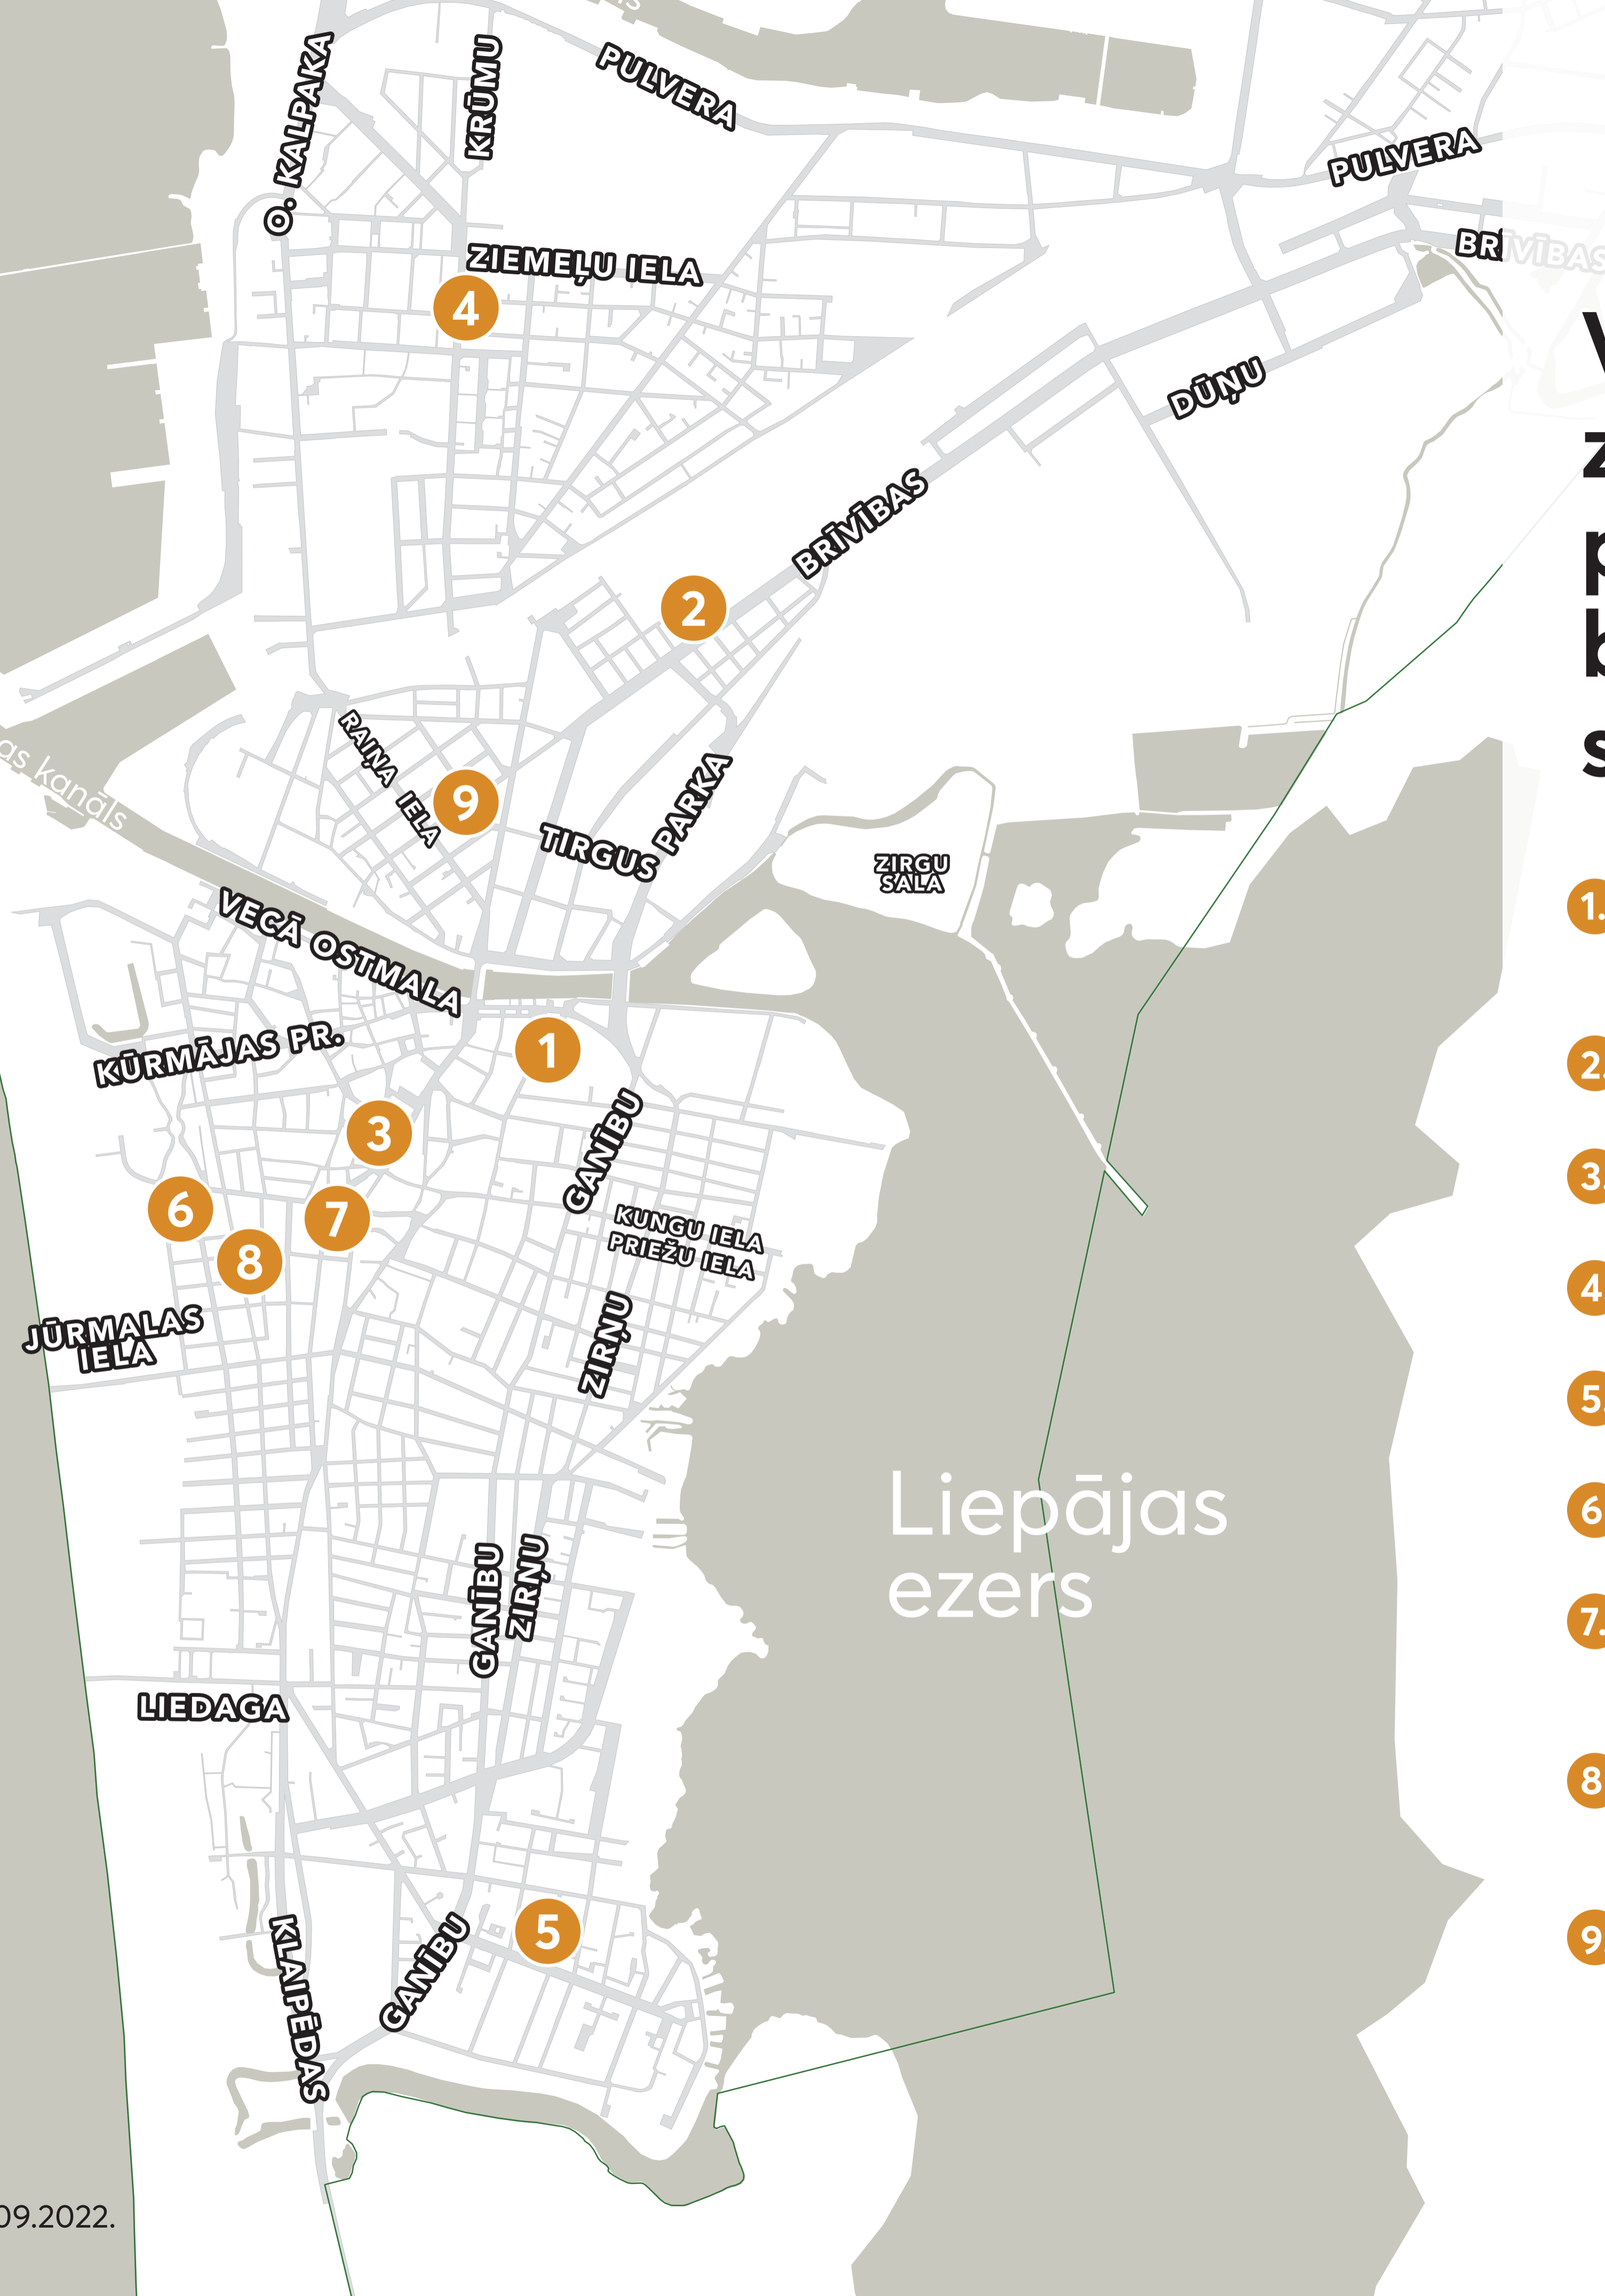 O. KALPAKA
KRŪMU
PULVERA
PULVERA
BRĪVĪBAS
ZIEMEĻU IELA
4
DŪŅU
BRĪVĪBAS
2
RAIŅA IELA
9
TIRGUS
PARKA
as kanāls
ZIRGU
SALA
VECĀ OSTMALA
KŪRMĀJAS PR.
1
3
GANĪBU
6
7
8
KUNGU IELA
PRIEŽU IELA
JŪRMALAS
IELA
ZIRŅU
Liepājas
ezers
GANĪBU
ZIRŅU
LIEDAGA
5
KLAIPĒDAS
GANĪBU
09.2022.
1.
2.
3.
4
5.
6
7.
8
9